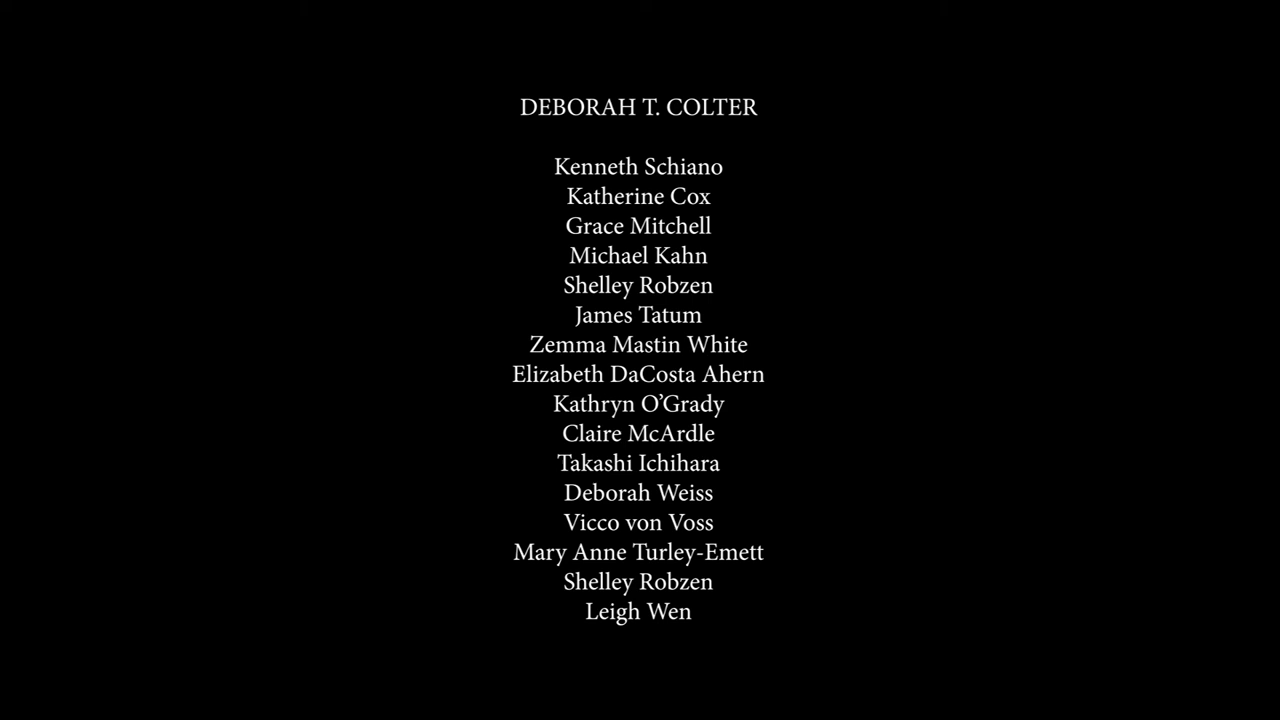 DEBORAH T. COLTER
Kenneth Schiano
Katherine Cox
Grace Mitchell
Michael Kahn
Shelley Robzen
James Tatum
Zemma Mastin White
Elizabeth DaCosta Ahern
Kathryn O’Grady
Claire McArdle
Takashi Ichihara
Deborah Weiss
Vicco von Voss
Mary Anne Turley-Emett
Shelley Robzen
Leigh Wen